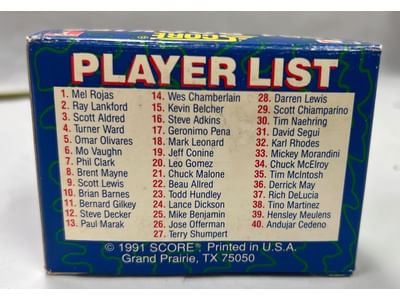 SCORE
PLAYER LIST
1. Mel Rojas
2. Ray Lankford
3. Scott Aldred
4. Turner Ward
5. Omar Olivares
6. Mo Vaughn
7. Phil Clark
8. Brent Mayne
9. Scott Lewis
10. Brian Barnes
11. Bernard Gilkey
12. Steve Decker
13. Paul Marak
14. Wes Chamberlain
15. Kevin Belcher
16. Steve Adkins
17. Geronimo Pena
18. Mark Leonard
19. Jeff Conine
20. Leo Gomez
21. Chuck Malone
22. Beau Allred
23. Todd Hundley
24. Lance Dickson
25. Mike Benjamin
26. Jose Offerman
27. Terry Shumpert
28. Darren Lewis
29. Scott Chiamparino
30. Tim Naehring
31. David Segui
32. Karl Rhodes
33. Mickey Morandini
34. Chuck McElroy
35. Tim McIntosh
36. Derrick May
37. Rich DeLucia
38. Tino Martinez
39. Hensley Meulens
40. Andujar Cedeno
© 1991 SCORE® Printed in U.S.A.
Grand Prairie, TX 75050